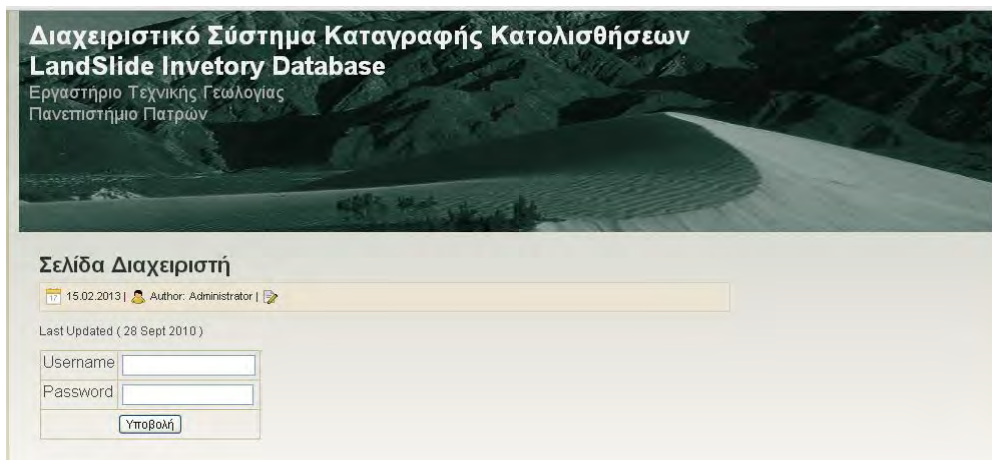 Διαχειριστικό Σύστημα Καταγραφής Κατολισθήσεων
LandSlide Invetory Database
Εργαστήριο Τεχνικής Γεωλογίας
Πανεπιστήμιο Πατρών
Σελίδα Διαχειριστή
17 15.02.2013 | Author: Administrator |
Last Updated ( 28 Sept 2010 )
Username
Password
Υποβολή